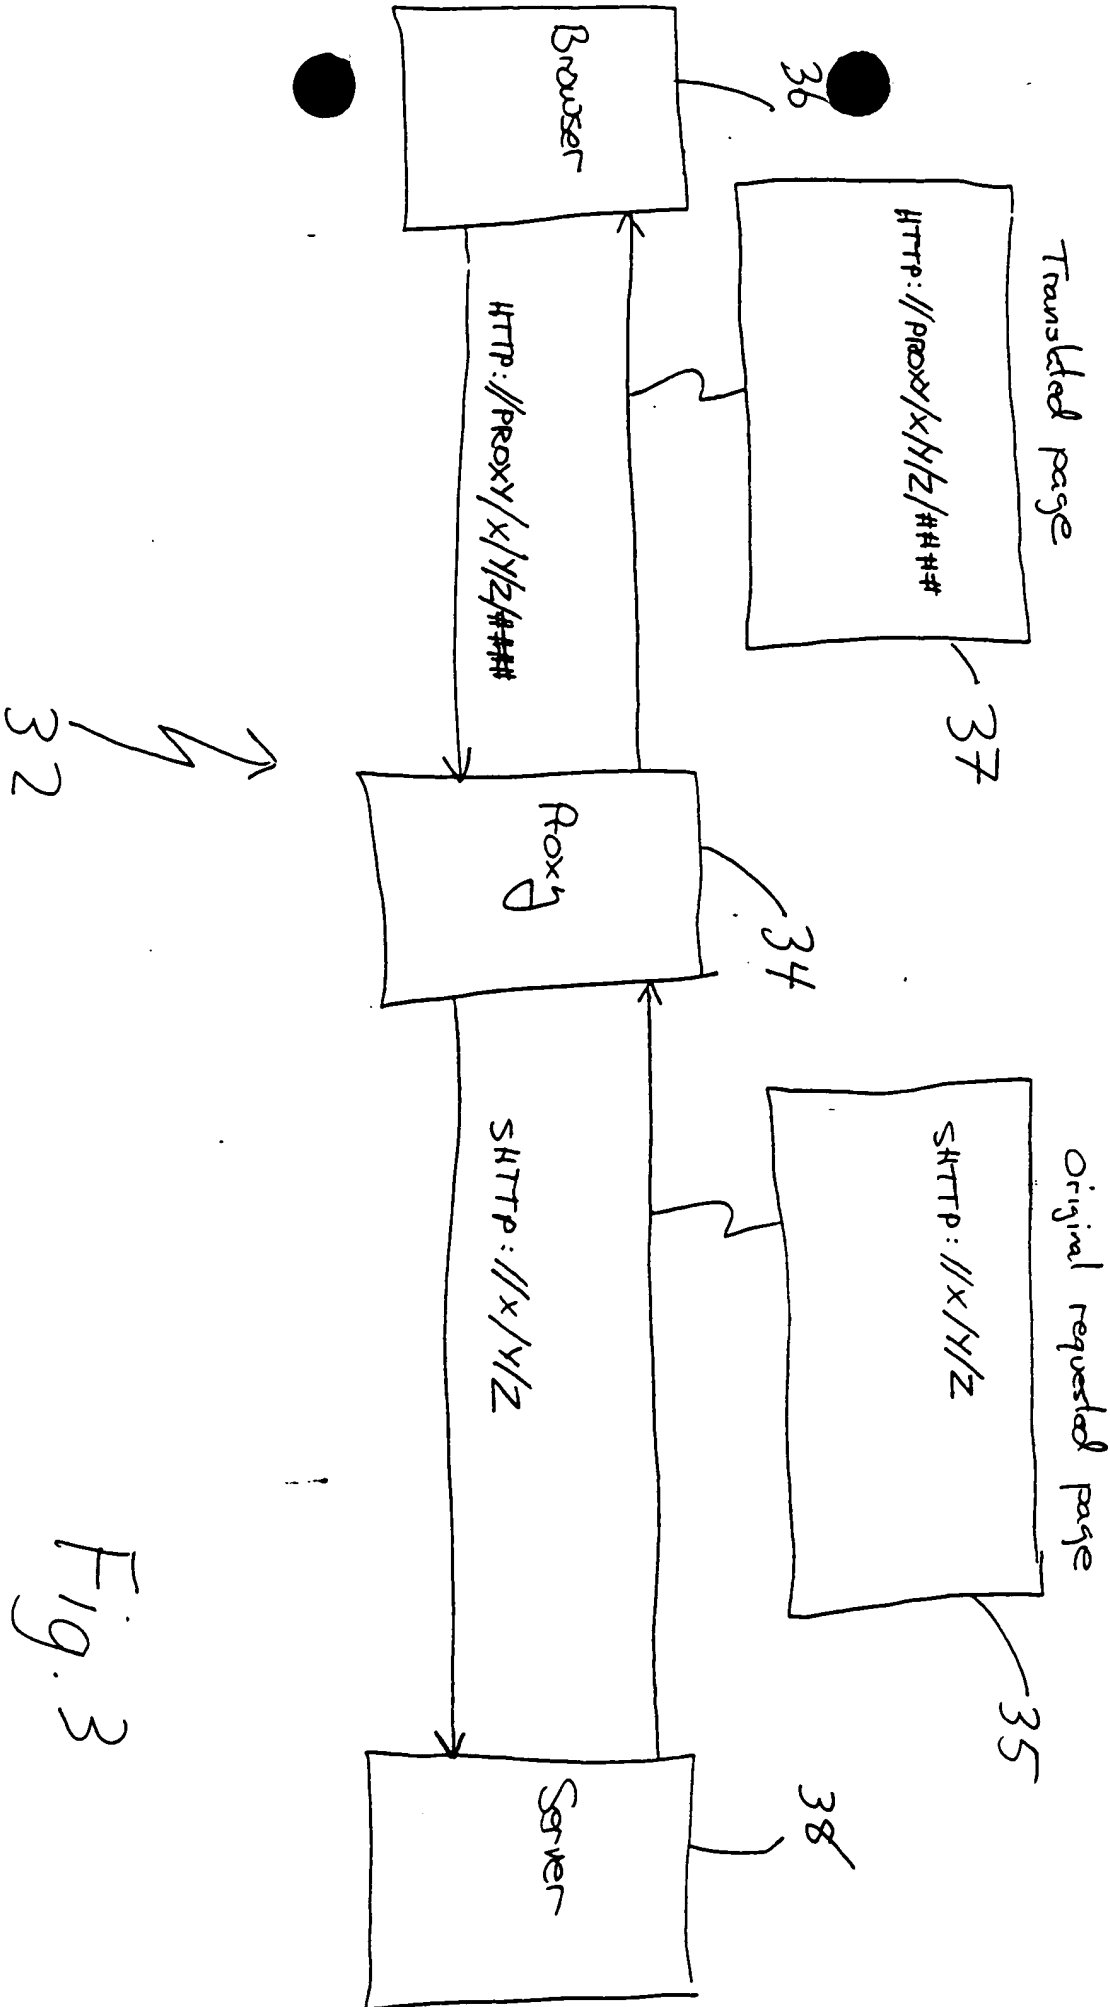 Translated page
Original requested page
HTTP://PROXY/X/Y/Z/####
SHTTP://X/Y/Z
37
35
36
34
38
Browser
Proxy
Server
HTTP://PROXY/X/Y/Z/####
SHTTP://X/Y/Z
32
Fig. 3